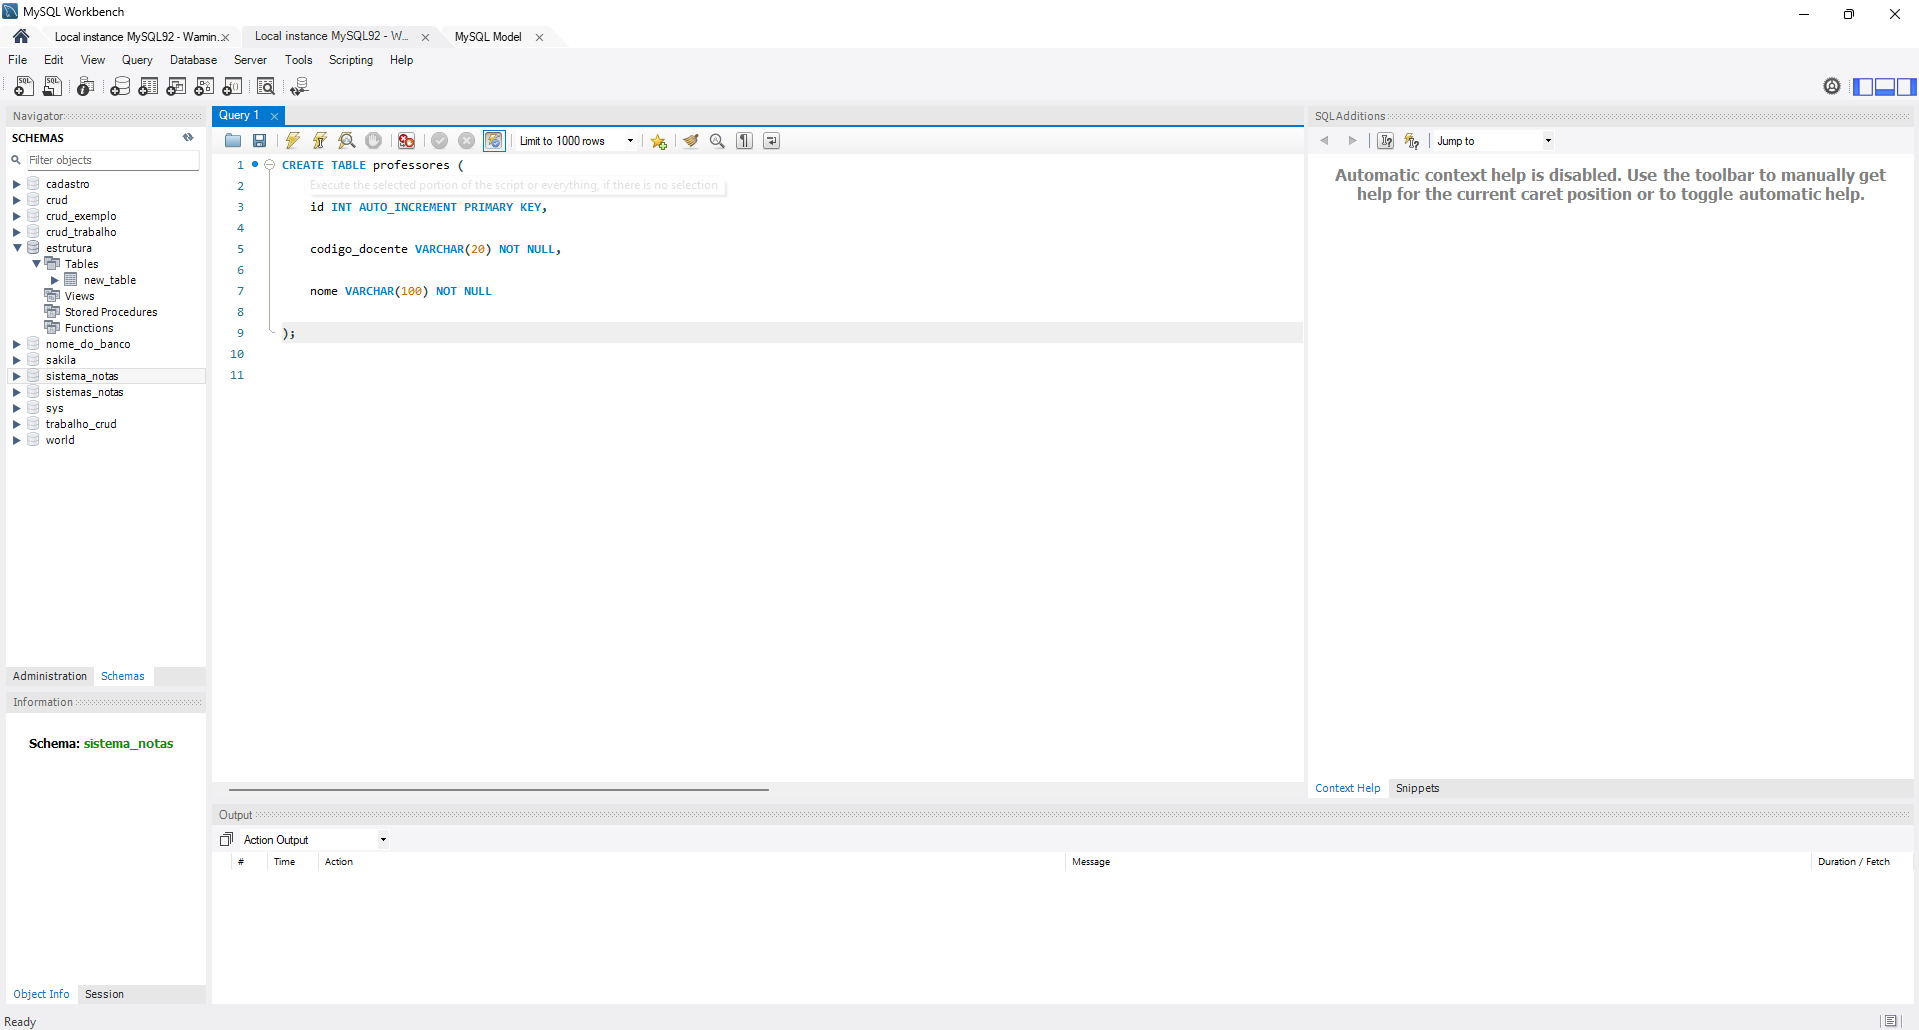 MySQL Workbench
Local instance MySQL92 - Warnin...
Local instance MySQL92 - W...
MySQL Model
File Edit View Query Database Server Tools Scripting Help
Navigator
SCHEMAS
Filter objects
cadastro
crud
crud_exemplo
crud_trabalho
estrutura
Tables
new_table
Views
Stored Procedures
Functions
nome_do_banco
sakila
sistema_notas
sistemas_notas
sys
trabalho_crud
world
Administration Schemas
Information
Schema: sistema_notas
Object Info Session
Query 1
Limit to 1000 rows
1 CREATE TABLE professores (
2 Execute the selected portion of the script or everything, if there is no selection
3 id INT AUTO_INCREMENT PRIMARY KEY,
4
5 codigo_docente VARCHAR(20) NOT NULL,
6
7 nome VARCHAR(100) NOT NULL
8
9 );
10
11
SQLAdditions
Jump to
Automatic context help is disabled. Use the toolbar to manually get
help for the current caret position or to toggle automatic help.
Context Help Snippets
Output
Action Output
# Time Action Message Duration / Fetch
Ready